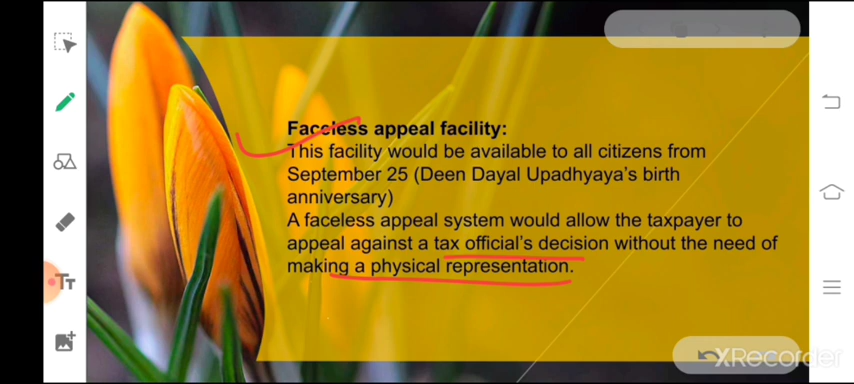 Faceless appeal facility:
This facility would be available to all citizens from
September 25 (Deen Dayal Upadhyaya's birth
anniversary)
A faceless appeal system would allow the taxpayer to
appeal against a tax official's decision without the need of
making a physical representation.
Tт
XRecorder